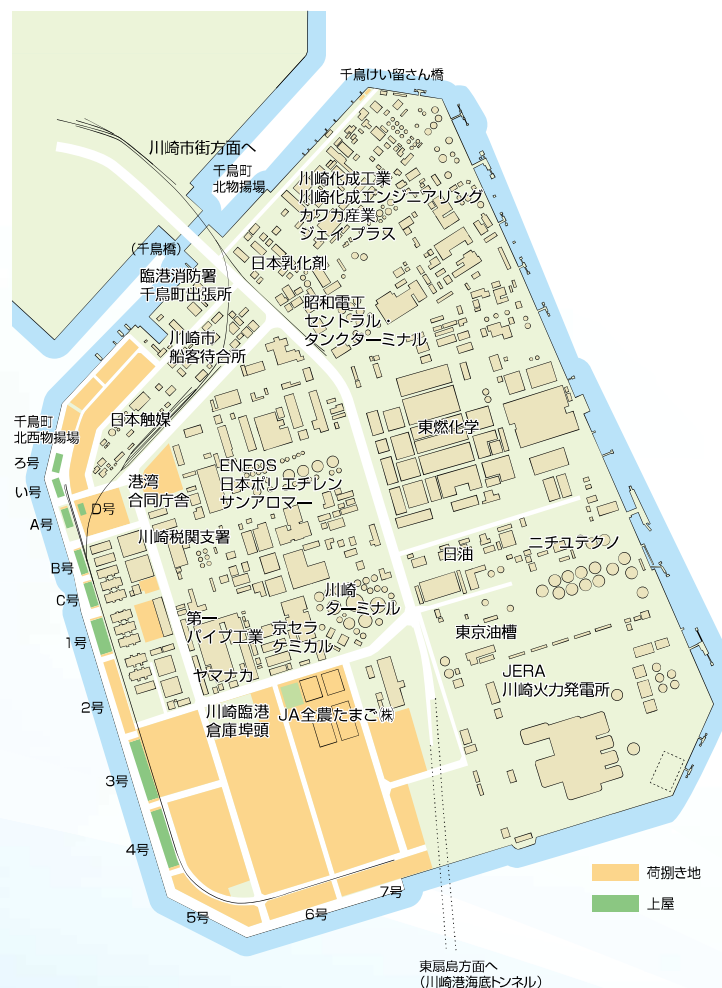 千鳥けい留さん橋
川崎市街方面へ
千鳥町
北物揚場
川崎化成工業
川崎化成エンジニアリング
カワカ産業
ジェイ プラス
(千鳥橋)
日本乳化剤
臨港消防署
千鳥町出張所
昭和電工
セントラル
タンクターミナル
川崎市
船客待合所
千鳥町
北西物揚場
日本触媒
東燃化学
ろ号
い号
A号
D号
港湾
合同庁舎
ENEOS
日本ポリエチレン
サンアロマー
川崎税関支署
B号
C号
1号
日油
ニチユテクノ
川崎
ターミナル
第一
パイプ工業
京セラ
ケミカル
東京油槽
ヤマナカ
JERA
川崎火力発電所
2号
川崎臨港
倉庫埠頭
JA全農たまご㈱
3号
4号
5号
6号
7号
荷捌き地
上屋
東扇島方面へ
(川崎港海底トンネル)